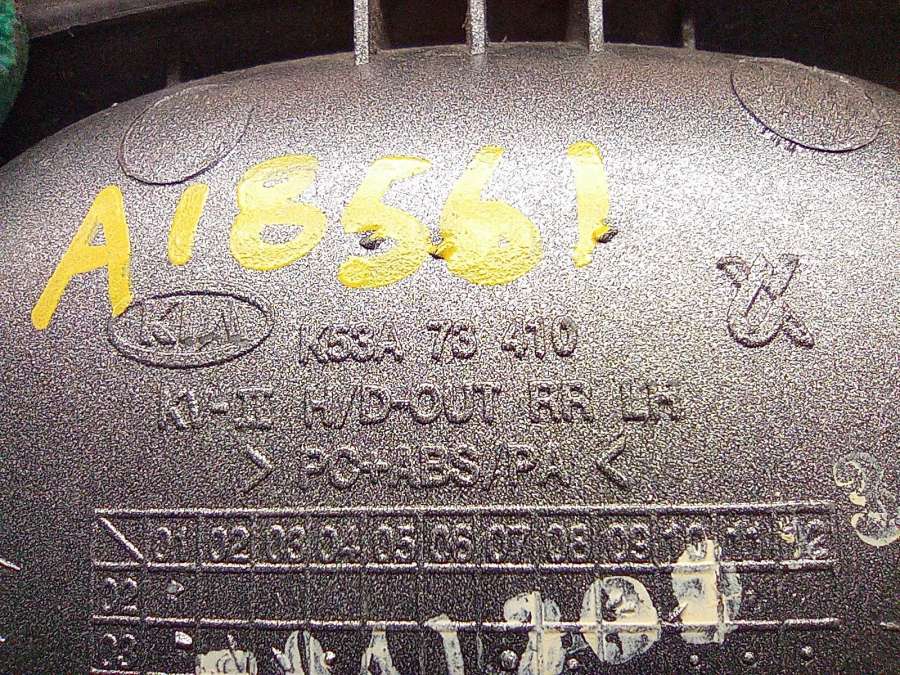 A18561
KIA K53A 73 410
KV-II H/D-OUT RR LH
> PC+ABS/PA <
01 02 03 04 05 06 07 08 09 10 11 12
02
03